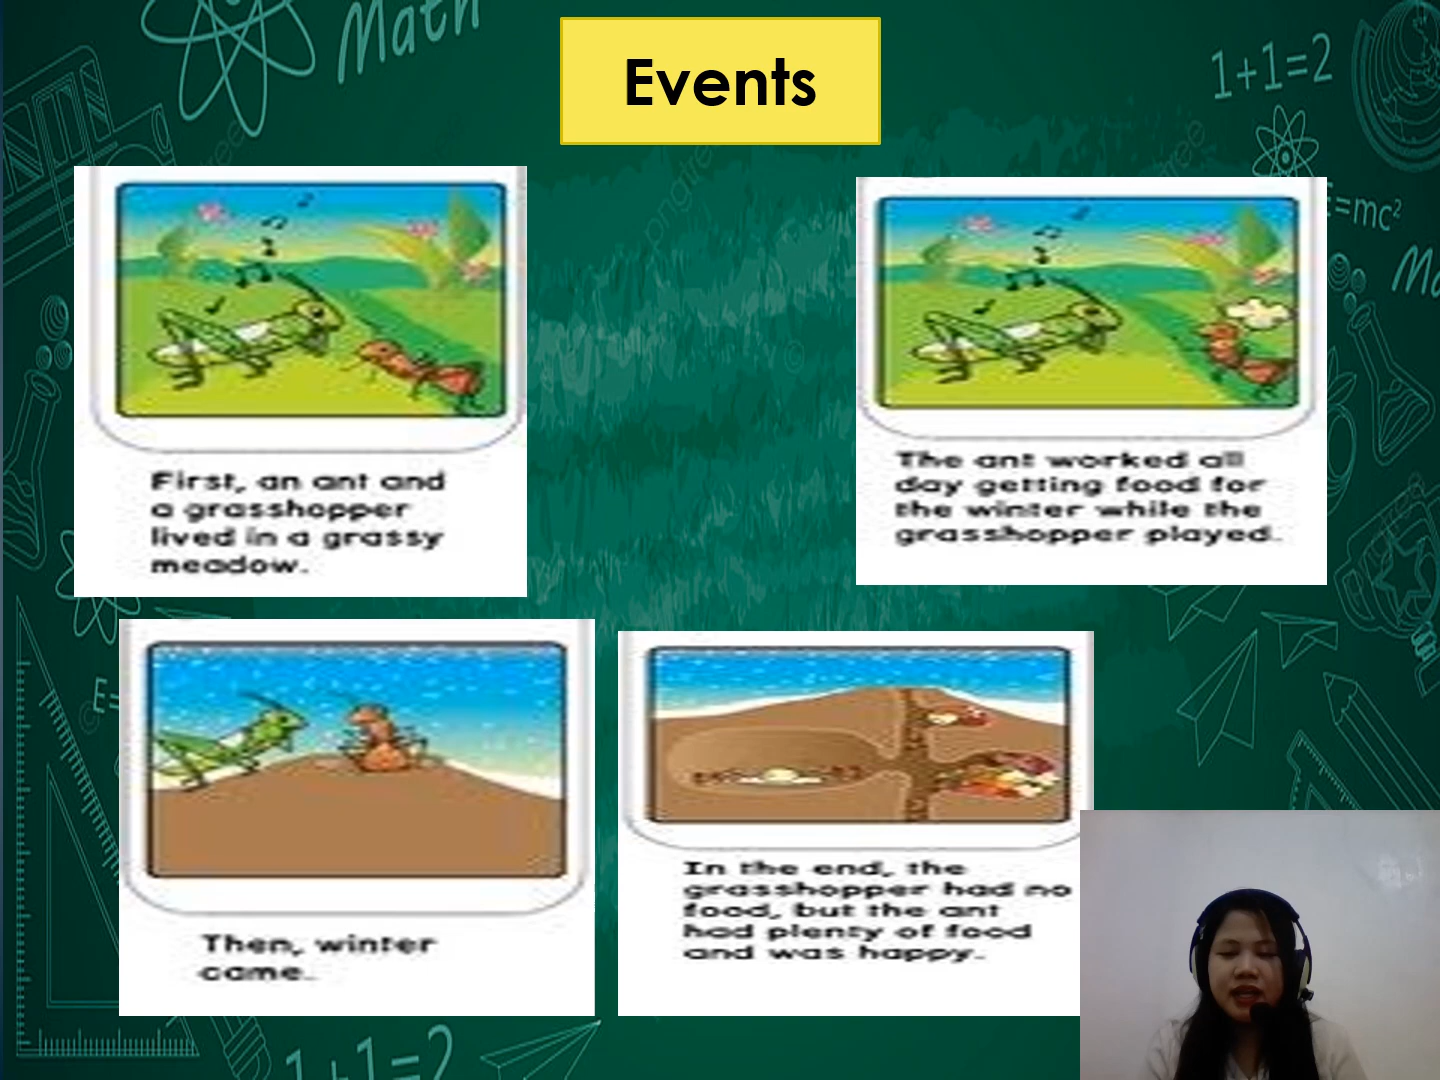 Math
Events
1+1=2
E=mc²
First, an ant and
a grasshopper
lived in a grassy
meadow.
The ant worked all
day getting food for
the winter while the
grasshopper played.
Then, winter
came.
In the end, the
grasshopper had no
food, but the ant
had plenty of food
and was happy.
1+1=2